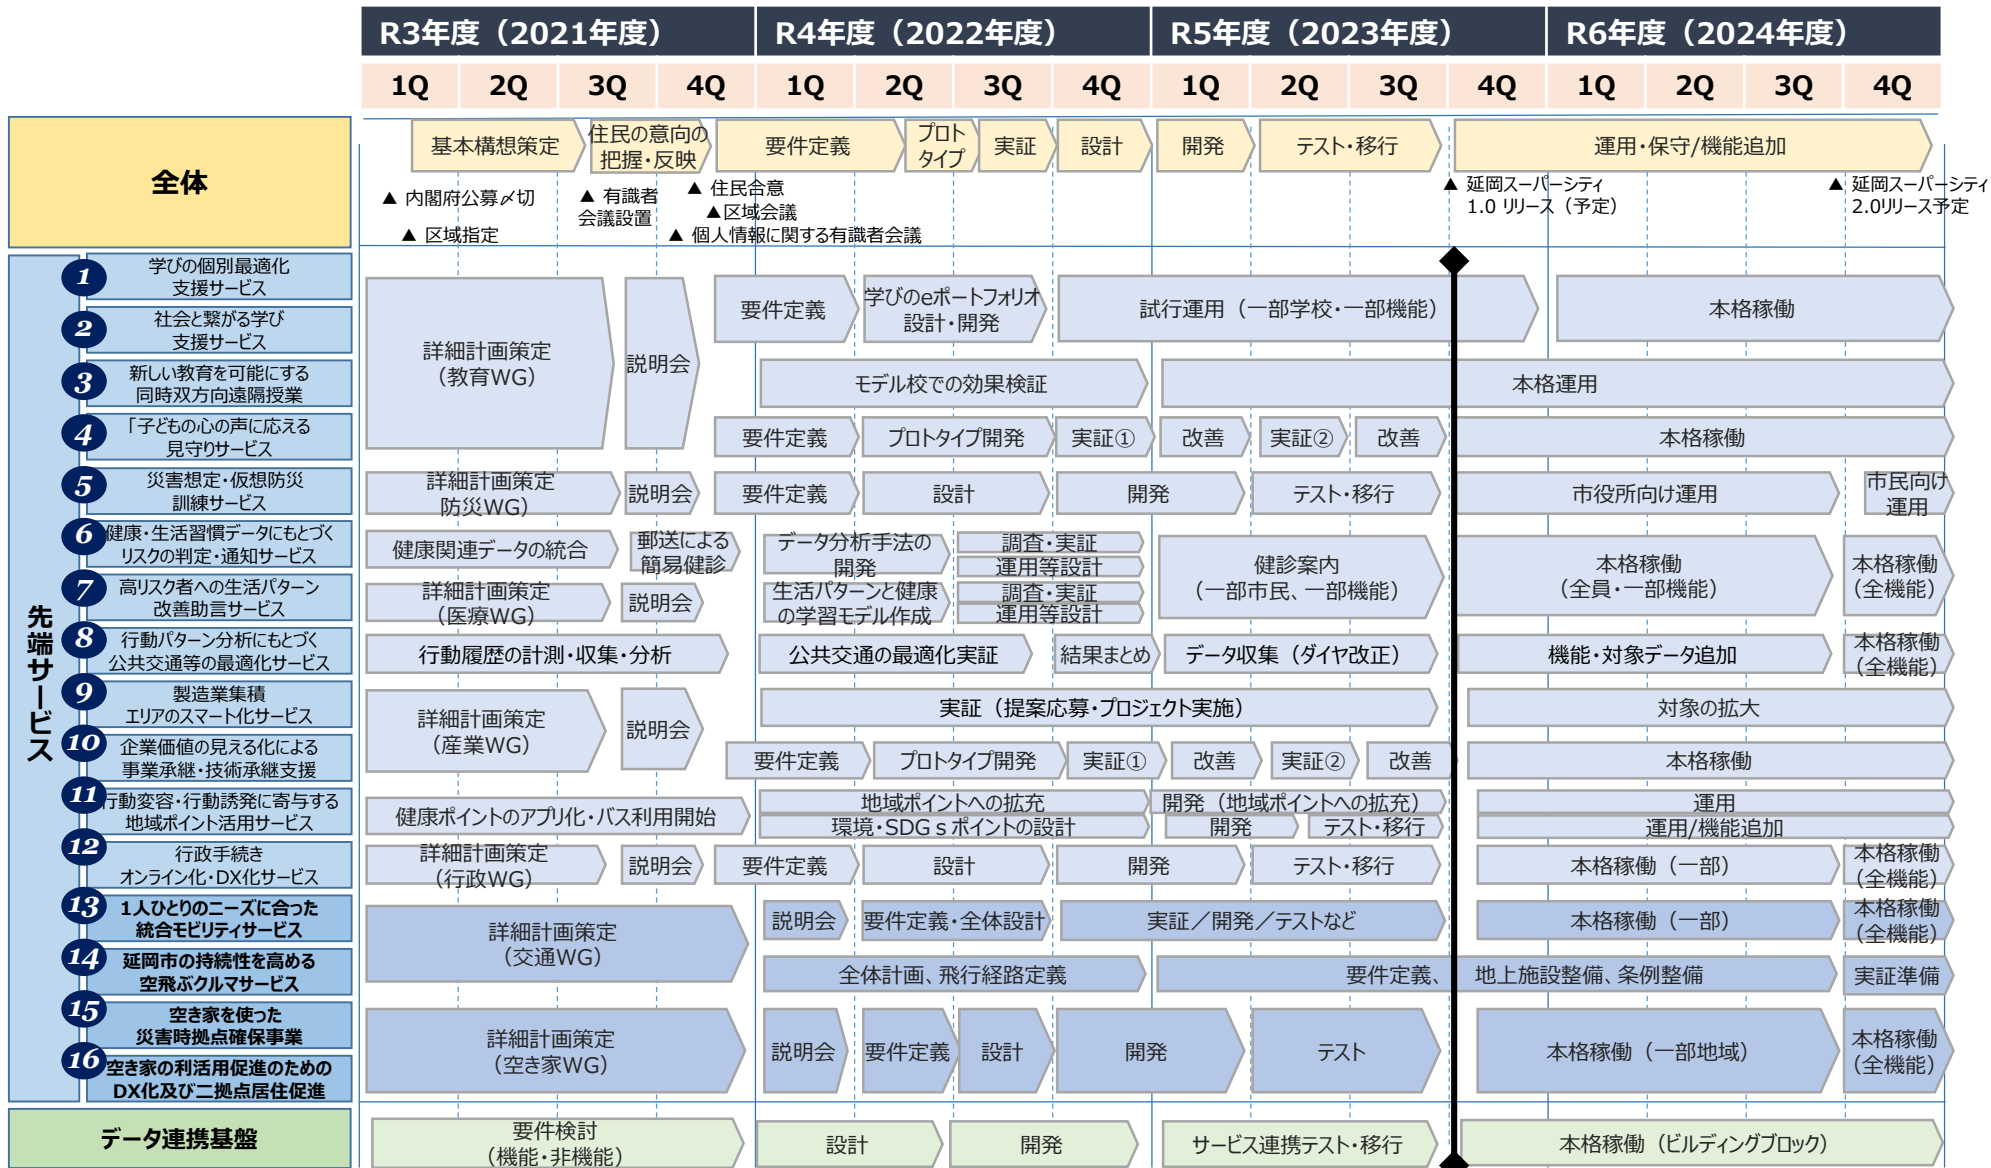 R3年度（2021年度）
R4年度（2022年度）
R5年度（2023年度）
R6年度（2024年度）
1Q
2Q
3Q
4Q
1Q
2Q
3Q
4Q
1Q
2Q
3Q
4Q
1Q
2Q
3Q
4Q
全体
基本構想策定
住民の意向の
把握・反映
要件定義
プロト
タイプ
実証
設計
開発
テスト・移行
運用・保守/機能追加
▲ 内閣府公募〆切
▲ 区域指定
▲ 有識者
会議設置
▲ 住民合意
▲区域会議
▲ 個人情報に関する有識者会議
▲ 延岡スーパーシティ
1.0 リリース（予定）
▲ 延岡スーパーシティ
2.0リリース予定
先端サービス
1
学びの個別最適化
支援サービス
2
社会と繋がる学び
支援サービス
詳細計画策定
（教育WG）
説明会
要件定義
学びのeポートフォリオ
設計・開発
試行運用（一部学校・一部機能）
本格稼働
3
新しい教育を可能にする
同時双方向遠隔授業
モデル校での効果検証
本格運用
4
「子どもの心の声に応える
見守りサービス
要件定義
プロトタイプ開発
実証①
改善
実証②
改善
本格稼働
5
災害想定・仮想防災
訓練サービス
詳細計画策定
防災WG）
説明会
要件定義
設計
開発
テスト・移行
市役所向け運用
市民向け
運用
6
健康・生活習慣データにもとづく
リスクの判定・通知サービス
健康関連データの統合
郵送による
簡易健診
データ分析手法の
開発
調査・実証
運用等設計
健診案内
（一部市民、一部機能）
本格稼働
（全員・一部機能）
本格稼働
（全機能）
7
高リスク者への生活パターン
改善助言サービス
詳細計画策定
（医療WG）
説明会
生活パターンと健康
の学習モデル作成
調査・実証
運用等設計
8
行動パターン分析にもとづく
公共交通等の最適化サービス
行動履歴の計測・収集・分析
公共交通の最適化実証
結果まとめ
データ収集（ダイヤ改正）
機能・対象データ追加
本格稼働
（全機能）
9
製造業集積
エリアのスマート化サービス
詳細計画策定
（産業WG）
説明会
実証（提案応募・プロジェクト実施）
対象の拡大
10
企業価値の見える化による
事業承継・技術承継支援
要件定義
プロトタイプ開発
実証①
改善
実証②
改善
本格稼働
11
行動変容・行動誘発に寄与する
地域ポイント活用サービス
健康ポイントのアプリ化・バス利用開始
地域ポイントへの拡充
開発（地域ポイントへの拡充）
運用
環境・SDGｓポイントの設計
開発
テスト・移行
運用/機能追加
12
行政手続き
オンライン化・DX化サービス
詳細計画策定
（行政WG）
説明会
要件定義
設計
開発
テスト・移行
本格稼働（一部）
本格稼働
（全機能）
13
1人ひとりのニーズに合った
統合モビリティサービス
詳細計画策定
（交通WG）
説明会
要件定義・全体設計
実証／開発／テストなど
本格稼働（一部）
本格稼働
（全機能）
14
延岡市の持続性を高める
空飛ぶクルマサービス
全体計画、飛行経路定義
要件定義、 地上施設整備、条例整備
実証準備
15
空き家を使った
災害時拠点確保事業
16
空き家の利活用促進のための
DX化及び二拠点居住促進
詳細計画策定
（空き家WG）
説明会
要件定義
設計
開発
テスト
本格稼働（一部地域）
本格稼働
（全機能）
データ連携基盤
要件検討
（機能・非機能）
設計
開発
サービス連携テスト・移行
本格稼働（ビルディングブロック）